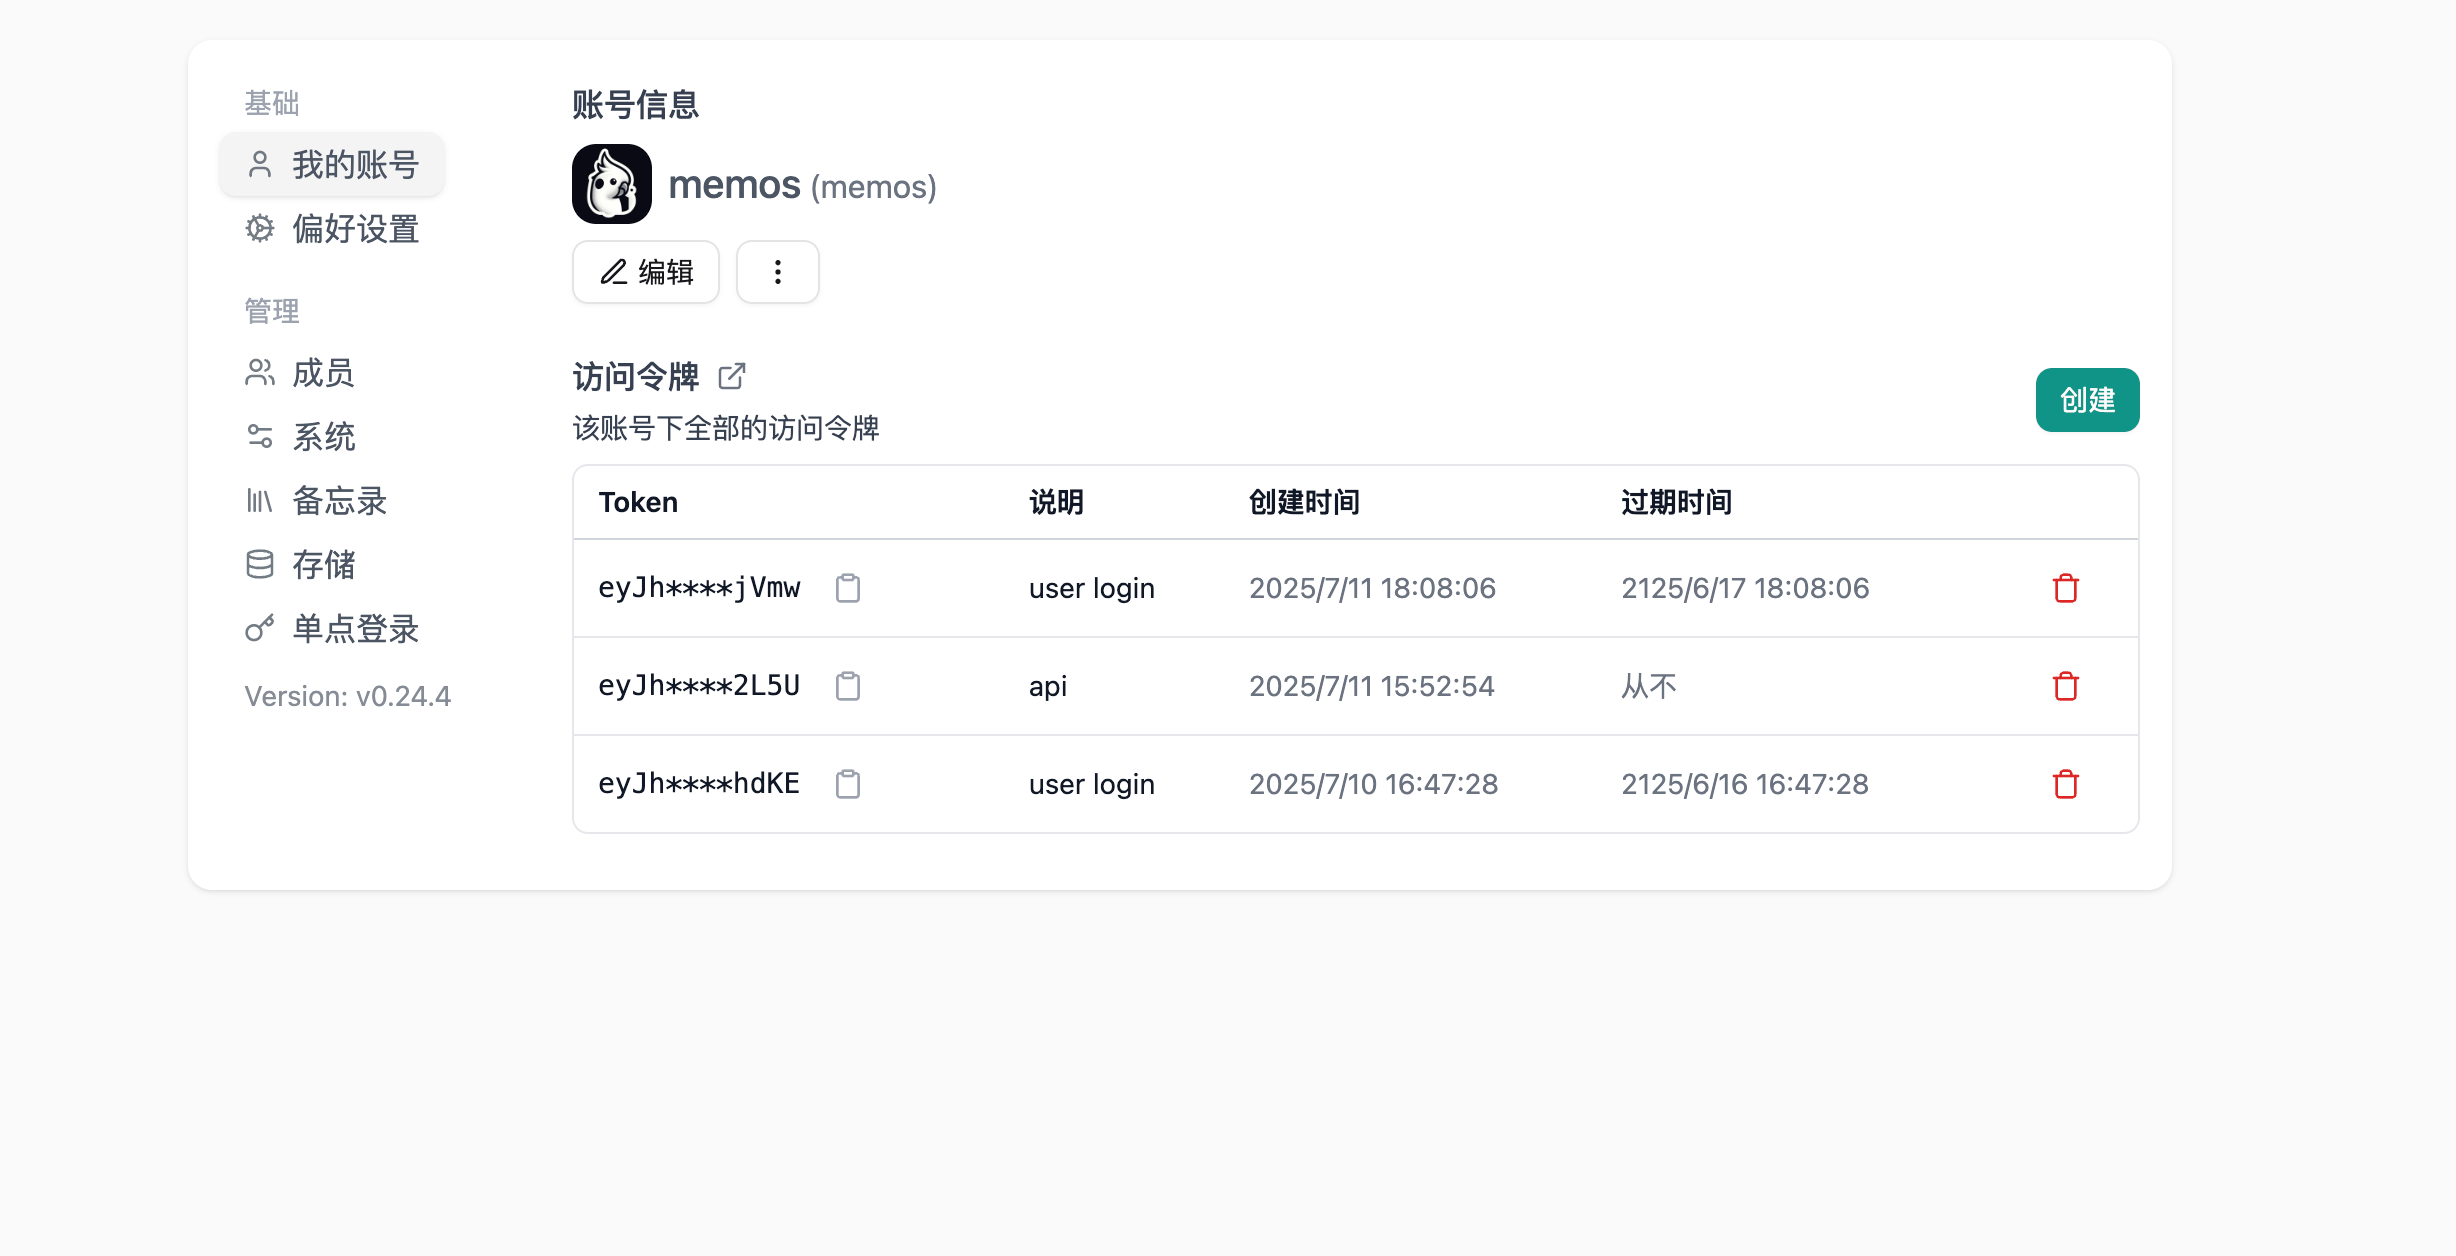 基础
我的账号
偏好设置
管理
成员
系统
备忘录
存储
单点登录
Version: v0.24.4
账号信息
memos (memos)
编辑
访问令牌
该账号下全部的访问令牌
创建
Token 说明 创建时间 过期时间
eyJh****jVmw user login 2025/7/11 18:08:06 2125/6/17 18:08:06
eyJh****2L5U api 2025/7/11 15:52:54 从不
eyJh****hdKE user login 2025/7/10 16:47:28 2125/6/16 16:47:28